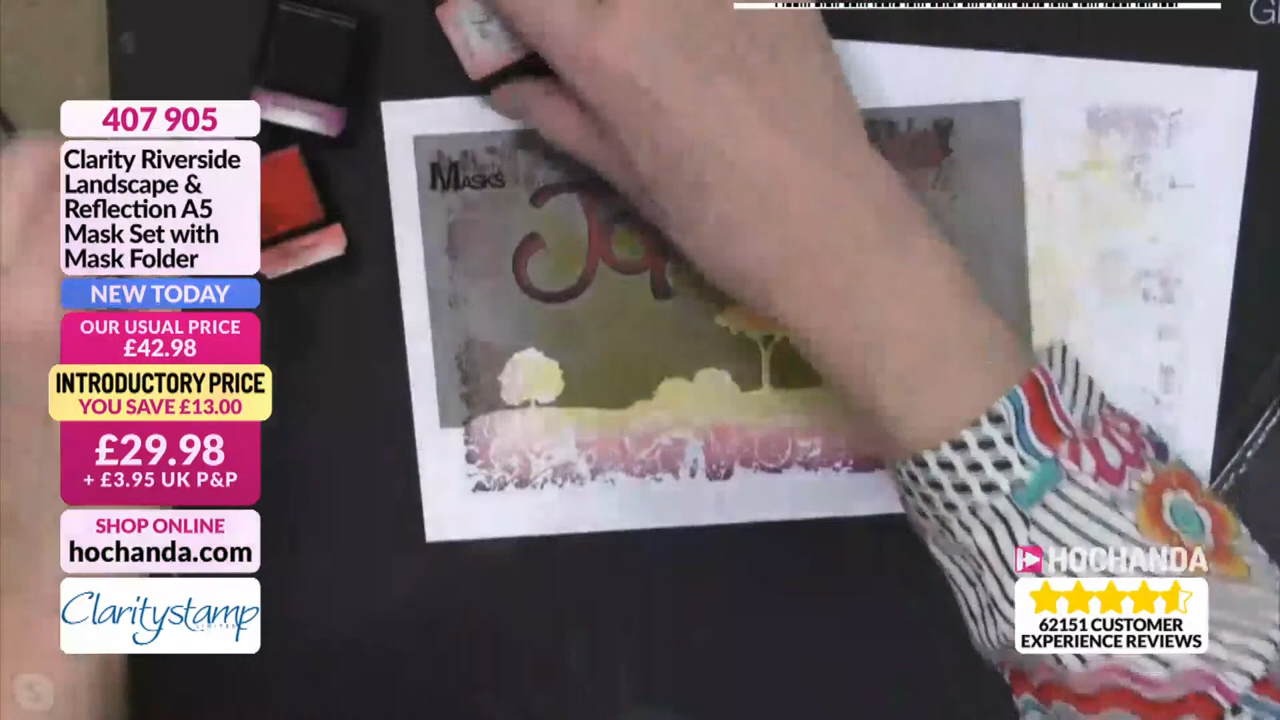 407 905
Clarity Riverside
Landscape &
Reflection A5
Mask Set with
Mask Folder
NEW TODAY
OUR USUAL PRICE
£42.98
INTRODUCTORY PRICE
YOU SAVE £13.00
£29.98
+ £3.95 UK P&P
SHOP ONLINE
hochanda.com
Claritystamp
LIMITED
MASKS
HOCHANDA
62151 CUSTOMER
EXPERIENCE REVIEWS